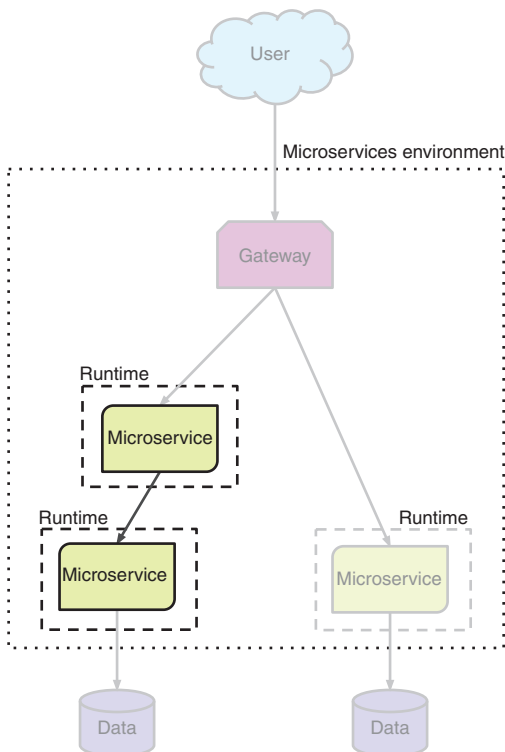 User
Microservices environment
Gateway
Runtime
Microservice
Runtime
Microservice
Runtime
Microservice
Data
Data